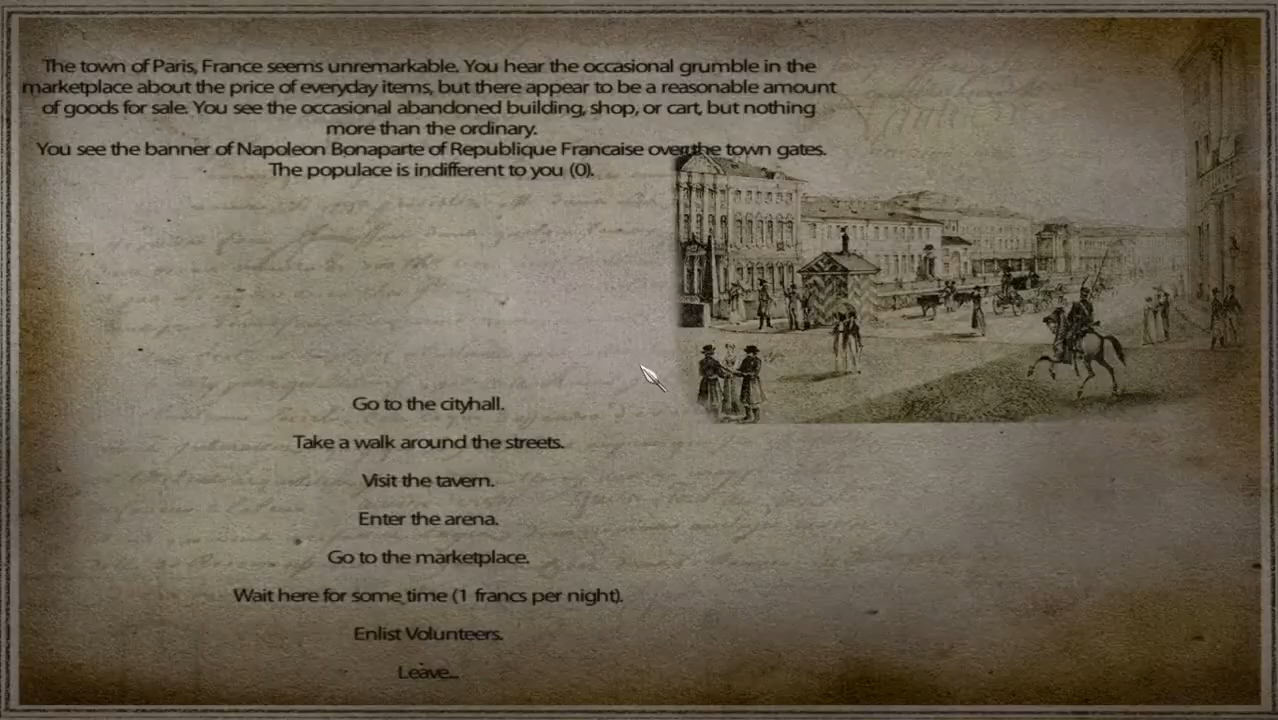 The town of Paris, France seems unremarkable. You hear the occasional grumble in the
marketplace about the price of everyday items, but there appear to be a reasonable amount
of goods for sale. You see the occasional abandoned building, shop, or cart, but nothing
more than the ordinary.
You see the banner of Napoleon Bonaparte of Republique Francaise over the town gates.
The populace is indifferent to you (0).
Go to the cityhall.
Take a walk around the streets.
Visit the tavern.
Enter the arena.
Go to the marketplace.
Wait here for some time (1 francs per night).
Enlist Volunteers.
Leave...